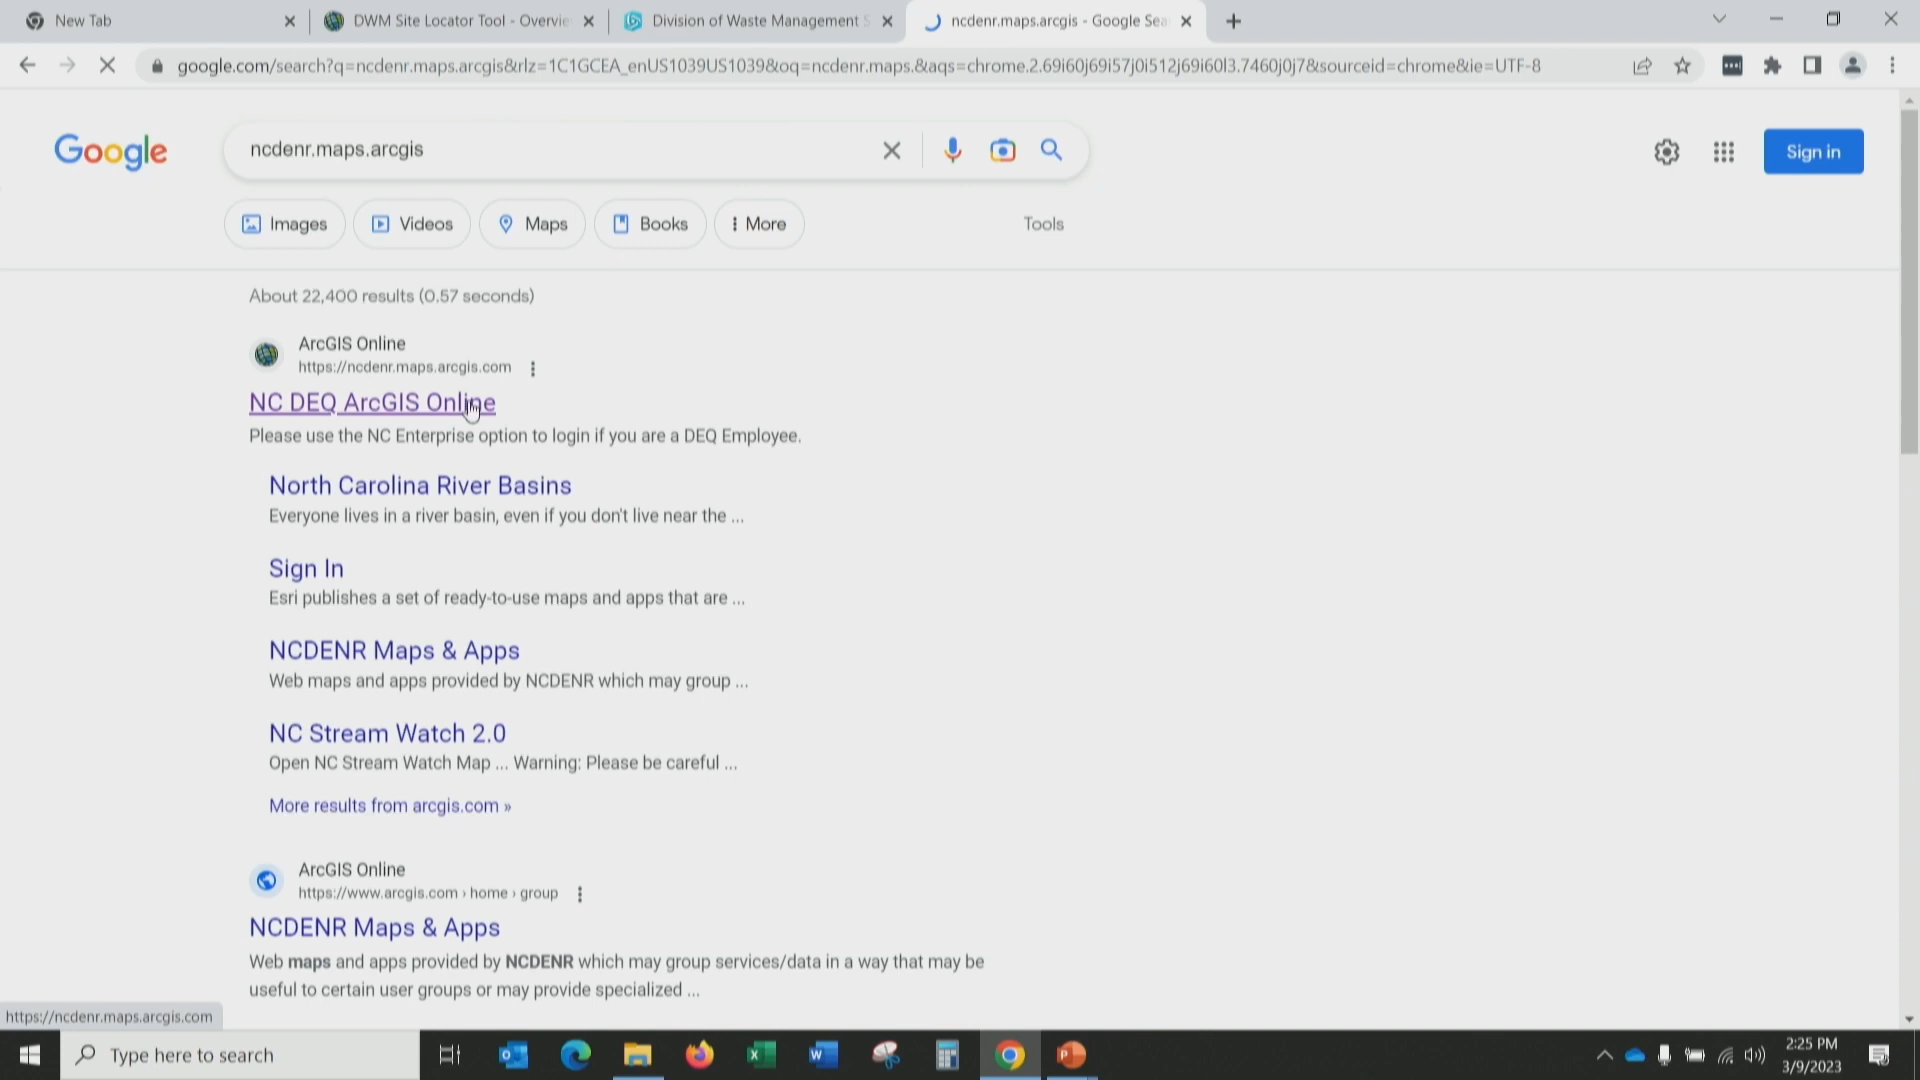 New Tab
DWM Site Locator Tool - Overvie
Division of Waste Management S
ncdenr.maps.arcgis - Google Sea
google.com/search?q=ncdenr.maps.arcgis&rlz=1C1GCEA_enUS1039US1039&oq=ncdenr.maps.&aqs=chrome.2.69i60j69i57j0i512j69i60l3.7460j0j7&sourceid=chrome&ie=UTF-8
Google
ncdenr.maps.arcgis
Sign in
Images
Videos
Maps
Books
More
Tools
About 22,400 results (0.57 seconds)
ArcGIS Online
https://ncdenr.maps.arcgis.com
NC DEQ ArcGIS Online
Please use the NC Enterprise option to login if you are a DEQ Employee.
North Carolina River Basins
Everyone lives in a river basin, even if you don't live near the ...
Sign In
Esri publishes a set of ready-to-use maps and apps that are ...
NCDENR Maps & Apps
Web maps and apps provided by NCDENR which may group ...
NC Stream Watch 2.0
Open NC Stream Watch Map ... Warning: Please be careful ...
More results from arcgis.com »
ArcGIS Online
https://www.arcgis.com › home › group
NCDENR Maps & Apps
Web maps and apps provided by NCDENR which may group services/data in a way that may be
useful to certain user groups or may provide specialized ...
https://ncdenr.maps.arcgis.com
Type here to search
2:25 PM
3/9/2023